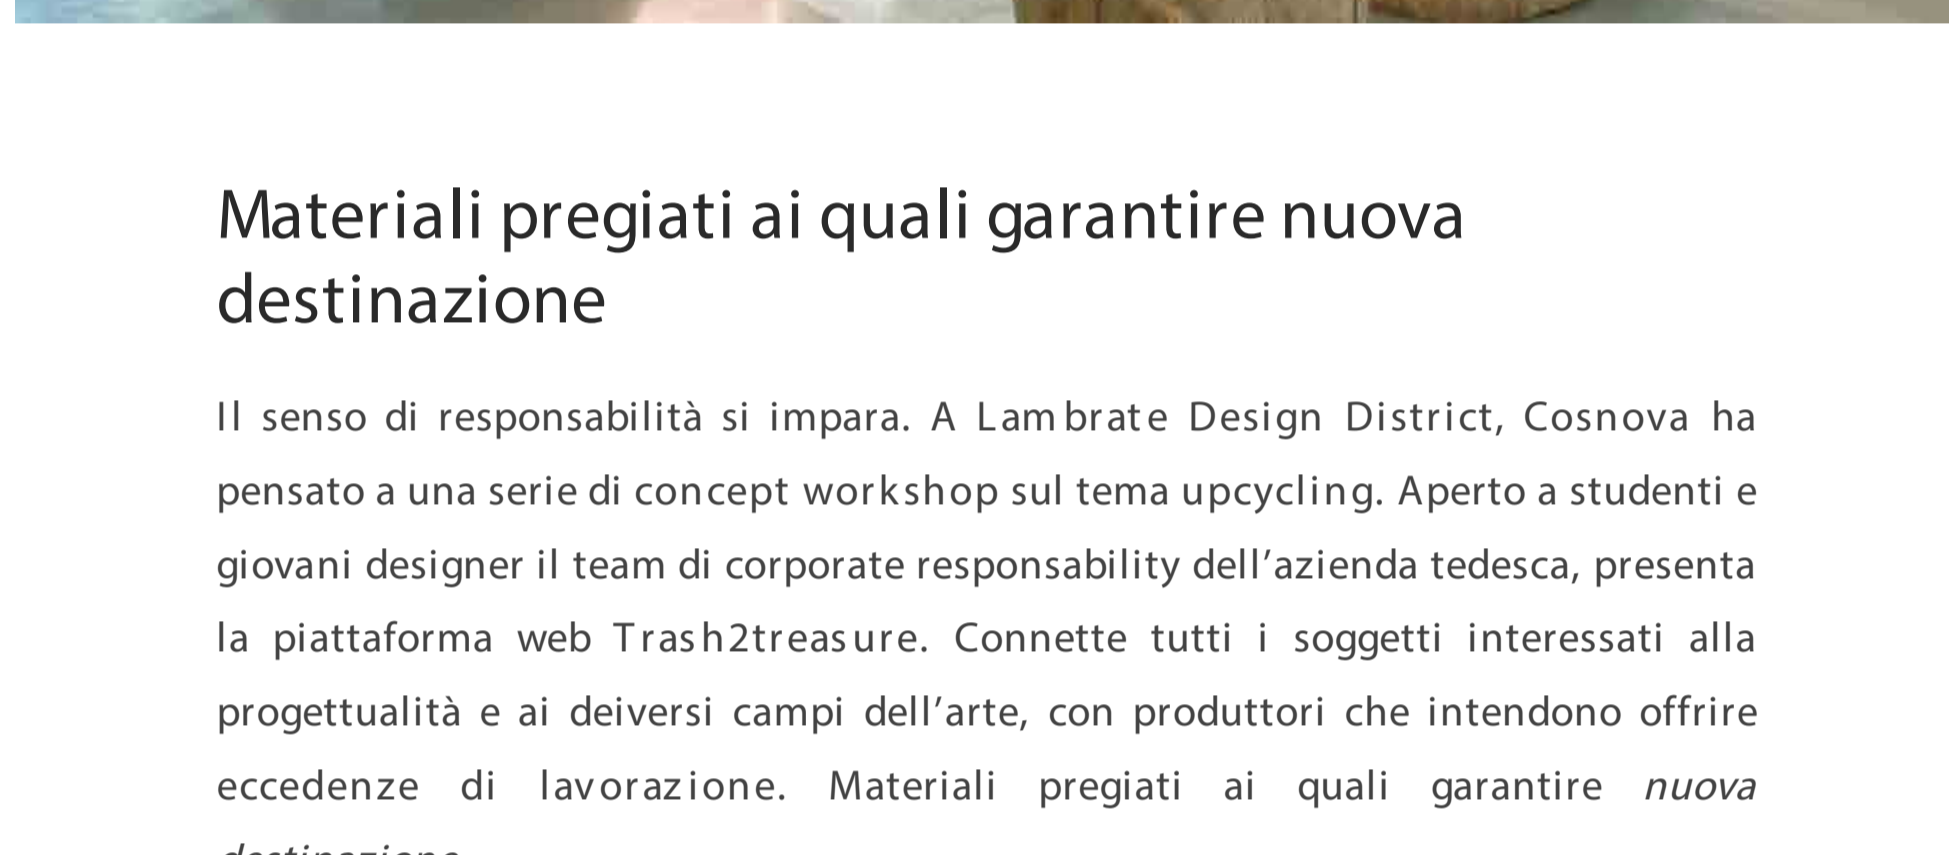 Materiali pregiati ai quali garantire nuova
destinazione
Il senso di responsabilità si impara. A Lambrate Design District, Cosnova ha
pensato a una serie di concept workshop sul tema upcycling. Aperto a studenti e
giovani designer il team di corporate responsability dell’azienda tedesca, presenta
la piattaforma web Trash2treasure. Connette tutti i soggetti interessati alla
progettualità e ai deiversi campi dell’arte, con produttori che intendono offrire
eccedenze di lavorazione. Materiali pregiati ai quali garantire nuova
destinazione